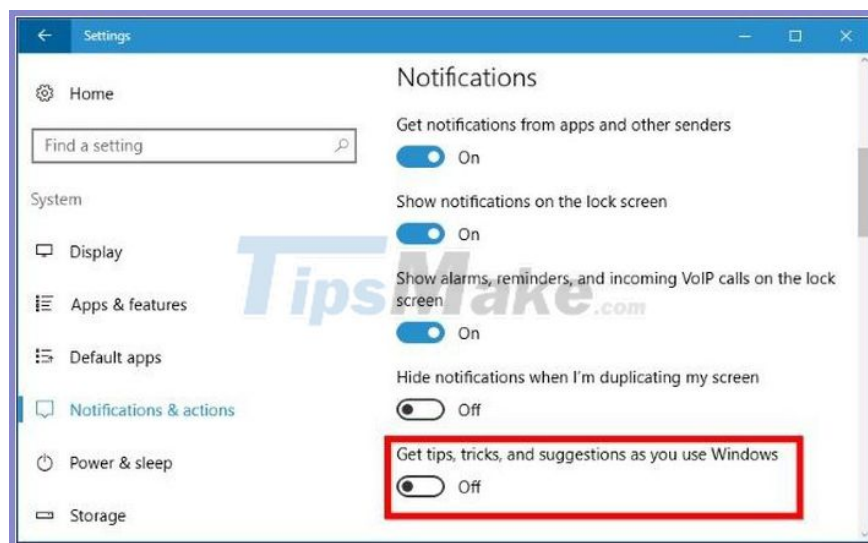 Settings
Home
Find a setting
System
Display
Apps & features
Default apps
Notifications & actions
Power & sleep
Storage
Notifications
Get notifications from apps and other senders
On
Show notifications on the lock screen
On
Show alarms, reminders, and incoming VoIP calls on the lock
screen
On
Hide notifications when I'm duplicating my screen
Off
Get tips, tricks, and suggestions as you use Windows
Off
TipsMake.com